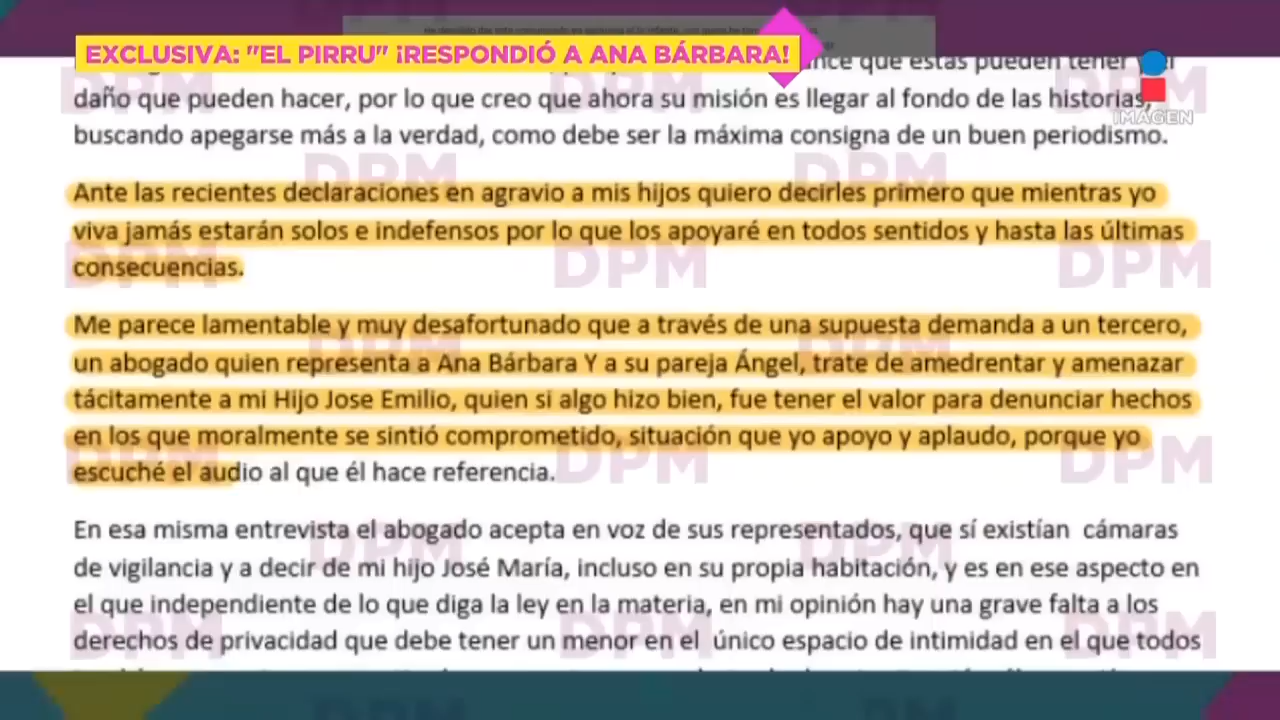 EXCLUSIVA: "EL PIRRU" ¡RESPONDIÓ A ANA BÁRBARA!
que estas pueden tener y el
daño que pueden hacer, por lo que creo que ahora su misión es llegar al fondo de las historias,
buscando apegarse más a la verdad, como debe ser la máxima consigna de un buen periodismo.
IMAGEN
Ante las recientes declaraciones en agravio a mis hijos quiero decirles primero que mientras yo
viva jamás estarán solos e indefensos por lo que los apoyaré en todos sentidos y hasta las últimas
consecuencias.
Me parece lamentable y muy desafortunado que a través de una supuesta demanda a un tercero,
un abogado quien representa a Ana Bárbara Y a su pareja Ángel, trate de amedrentar y amenazar
tácitamente a mi Hijo Jose Emilio, quien si algo hizo bien, fue tener el valor para denunciar hechos
en los que moralmente se sintió comprometido, situación que yo apoyo y aplaudo, porque yo
escuché el audio al que él hace referencia.
En esa misma entrevista el abogado acepta en voz de sus representados, que sí existían cámaras
de vigilancia y a decir de mi hijo José María, incluso en su propia habitación, y es en ese aspecto en
el que independiente de lo que diga la ley en la materia, en mi opinión hay una grave falta a los
derechos de privacidad que debe tener un menor en el único espacio de intimidad en el que todos
DPM